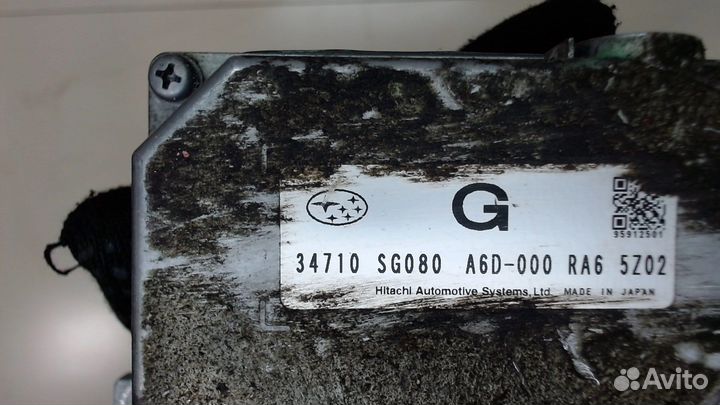 G
95912501
34710 SG080 A6D-000 RA6 5Z02
Hitachi Automotive Systems, Ltd. MADE IN JAPAN
Avito